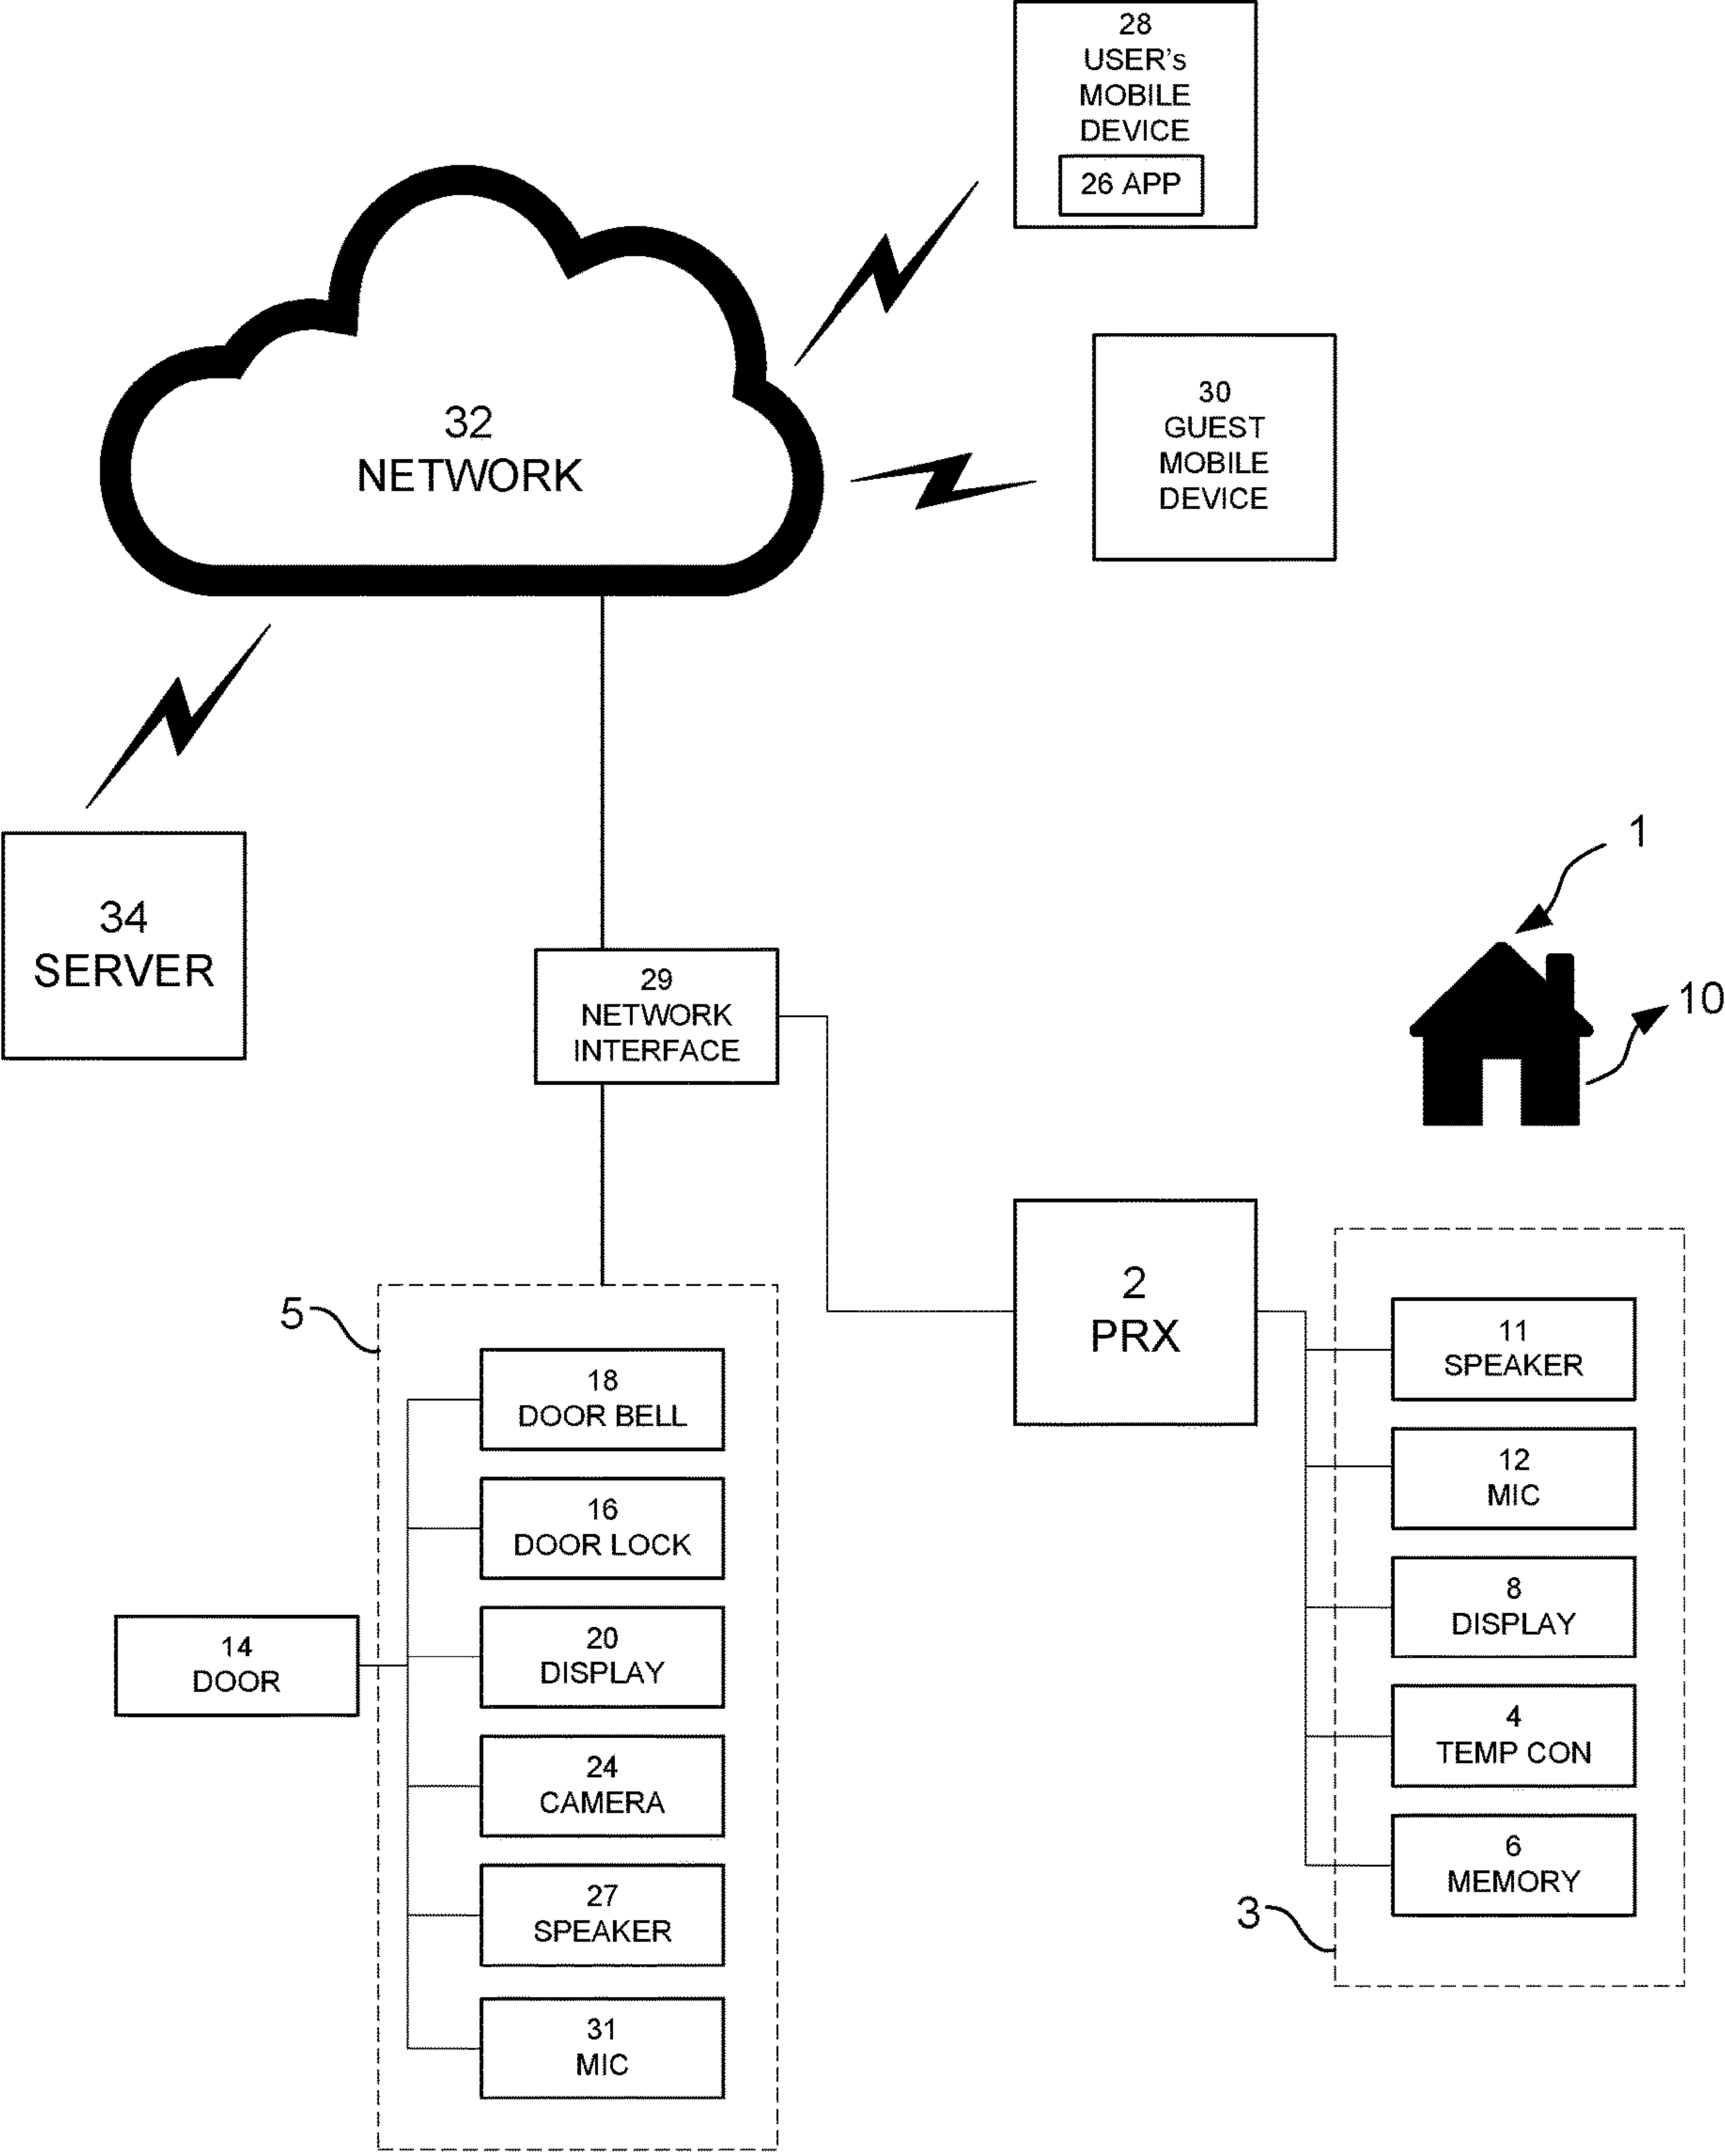 28
USER's
MOBILE
DEVICE
26 APP
32
NETWORK
30
GUEST
MOBILE
DEVICE
34
SERVER
29
NETWORK
INTERFACE
1
10
2
PRX
5
18
DOOR BELL
16
DOOR LOCK
20
DISPLAY
24
CAMERA
27
SPEAKER
31
MIC
14
DOOR
11
SPEAKER
12
MIC
8
DISPLAY
4
TEMP CON
6
MEMORY
3